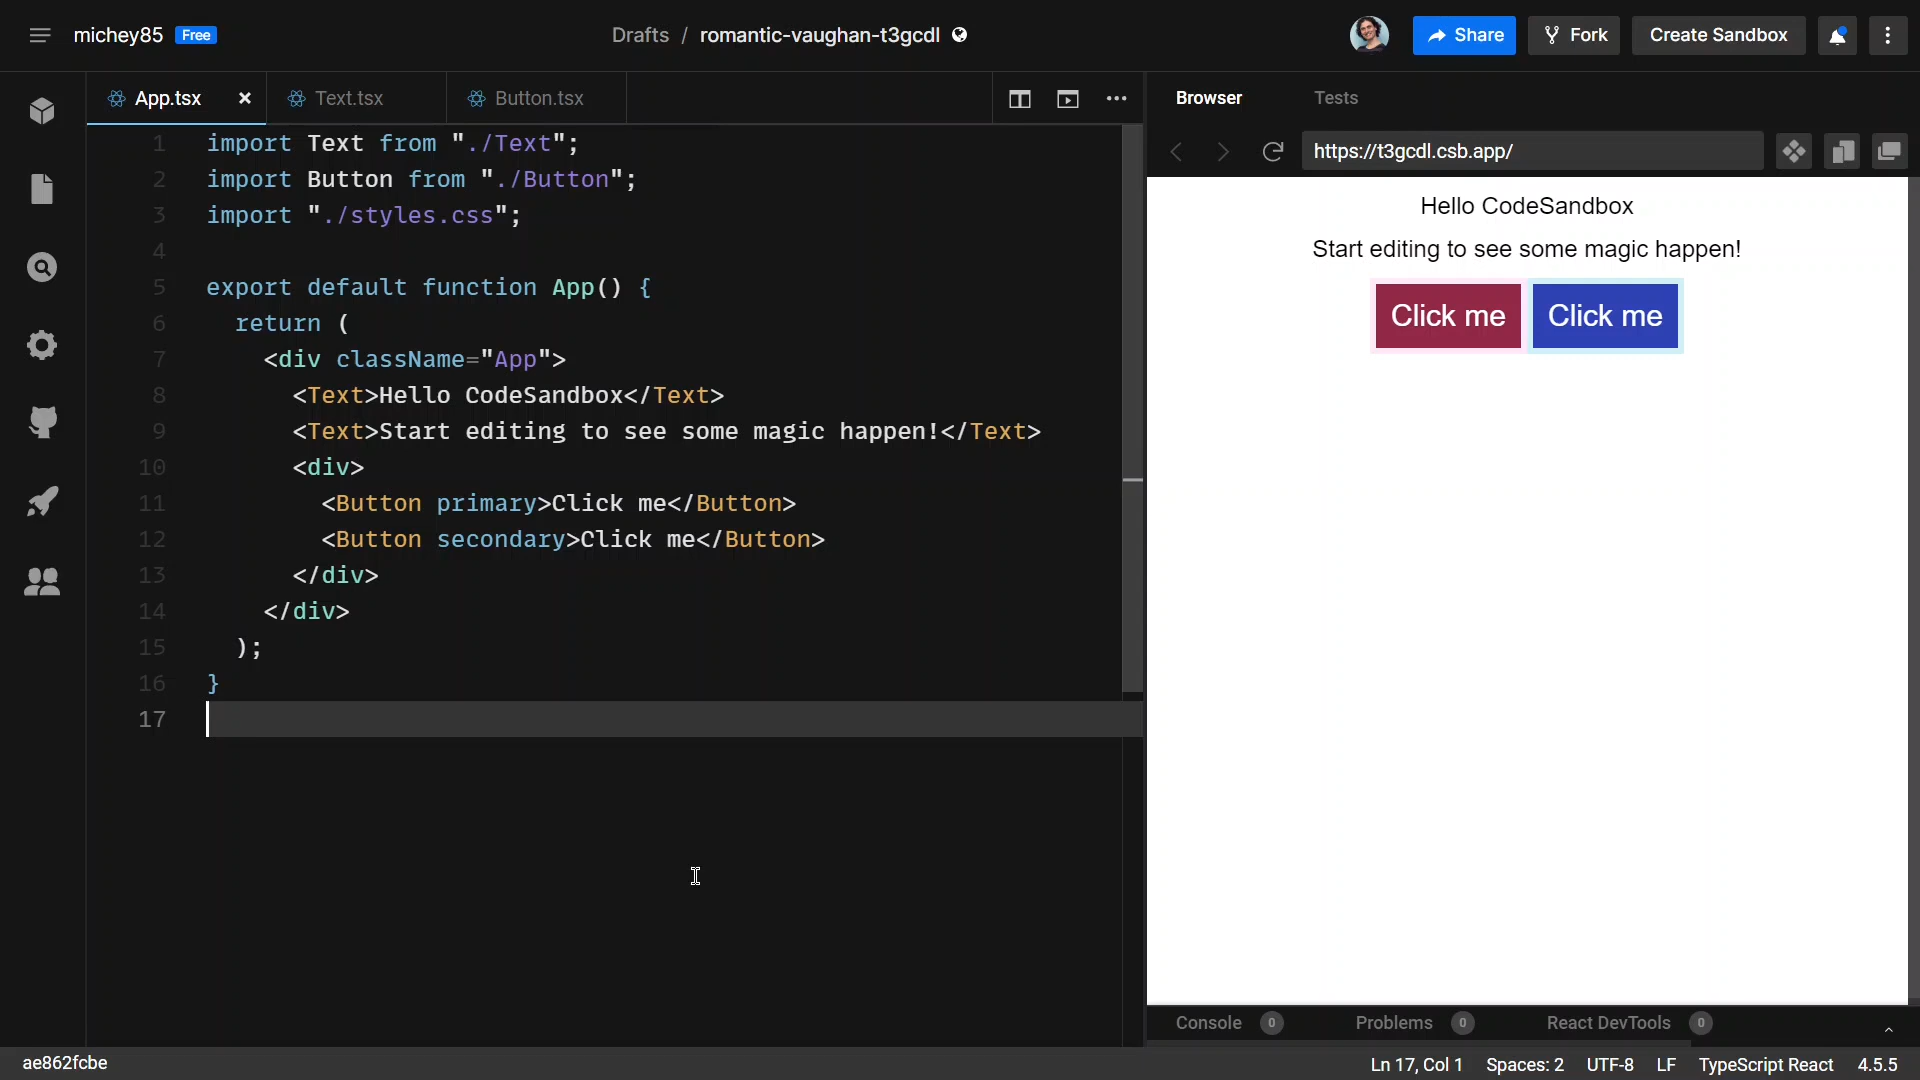 michey85 Free
Drafts / romantic-vaughan-t3gcdl
Share Fork Create Sandbox
App.tsx Text.tsx Button.tsx
1 import Text from "./Text";
2 import Button from "./Button";
3 import "./styles.css";
4
5 export default function App() {
6 return (
7 <div className="App">
8 <Text>Hello CodeSandbox</Text>
9 <Text>Start editing to see some magic happen!</Text>
10 <div>
11 <Button primary>Click me</Button>
12 <Button secondary>Click me</Button>
13 </div>
14 </div>
15 );
16 }
17
Browser Tests
https://t3gcdl.csb.app/
Hello CodeSandbox
Start editing to see some magic happen!
Click me Click me
Console 0 Problems 0 React DevTools 0
ae862fcbe
Ln 17, Col 1 Spaces: 2 UTF-8 LF TypeScript React 4.5.5